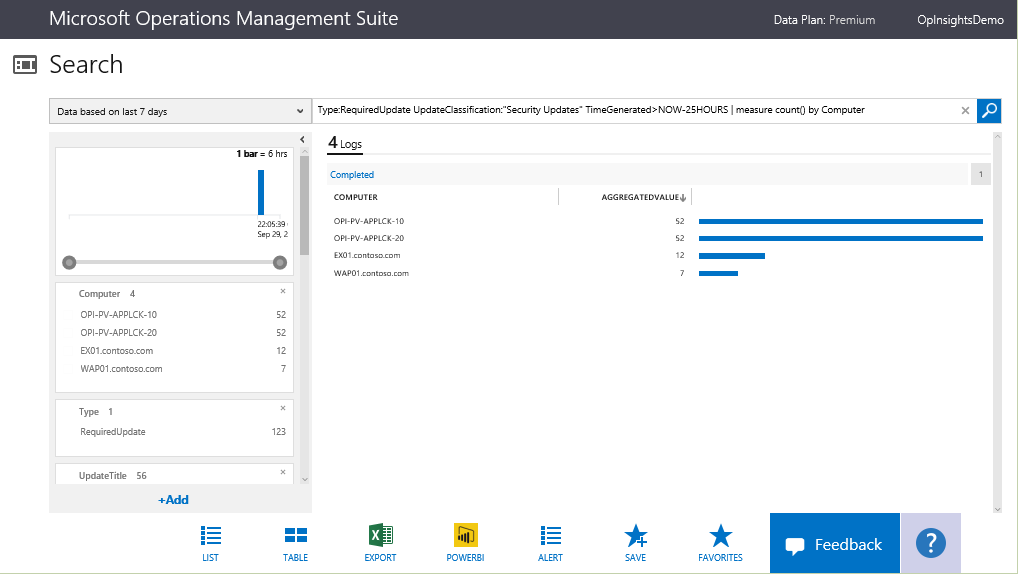 Microsoft Operations Management Suite
Data Plan: Premium
OpInsightsDemo
Search
Data based on last 7 days
Type:RequiredUpdate UpdateClassification:"Security Updates" TimeGenerated>NOW-25HOURS | measure count() by Computer
1 bar = 6 hrs
22:05:39
Sep 29, 2
Computer 4
OPI-PV-APPLCK-10 52
OPI-PV-APPLCK-20 52
EX01.contoso.com 12
WAP01.contoso.com 7
Type 1
RequiredUpdate 123
UpdateTitle 56
+Add
4 Logs
Completed 1
COMPUTER AGGREGATEDVALUE
OPI-PV-APPLCK-10 52
OPI-PV-APPLCK-20 52
EX01.contoso.com 12
WAP01.contoso.com 7
LIST
TABLE
EXPORT
POWERBI
ALERT
SAVE
FAVORITES
Feedback
?